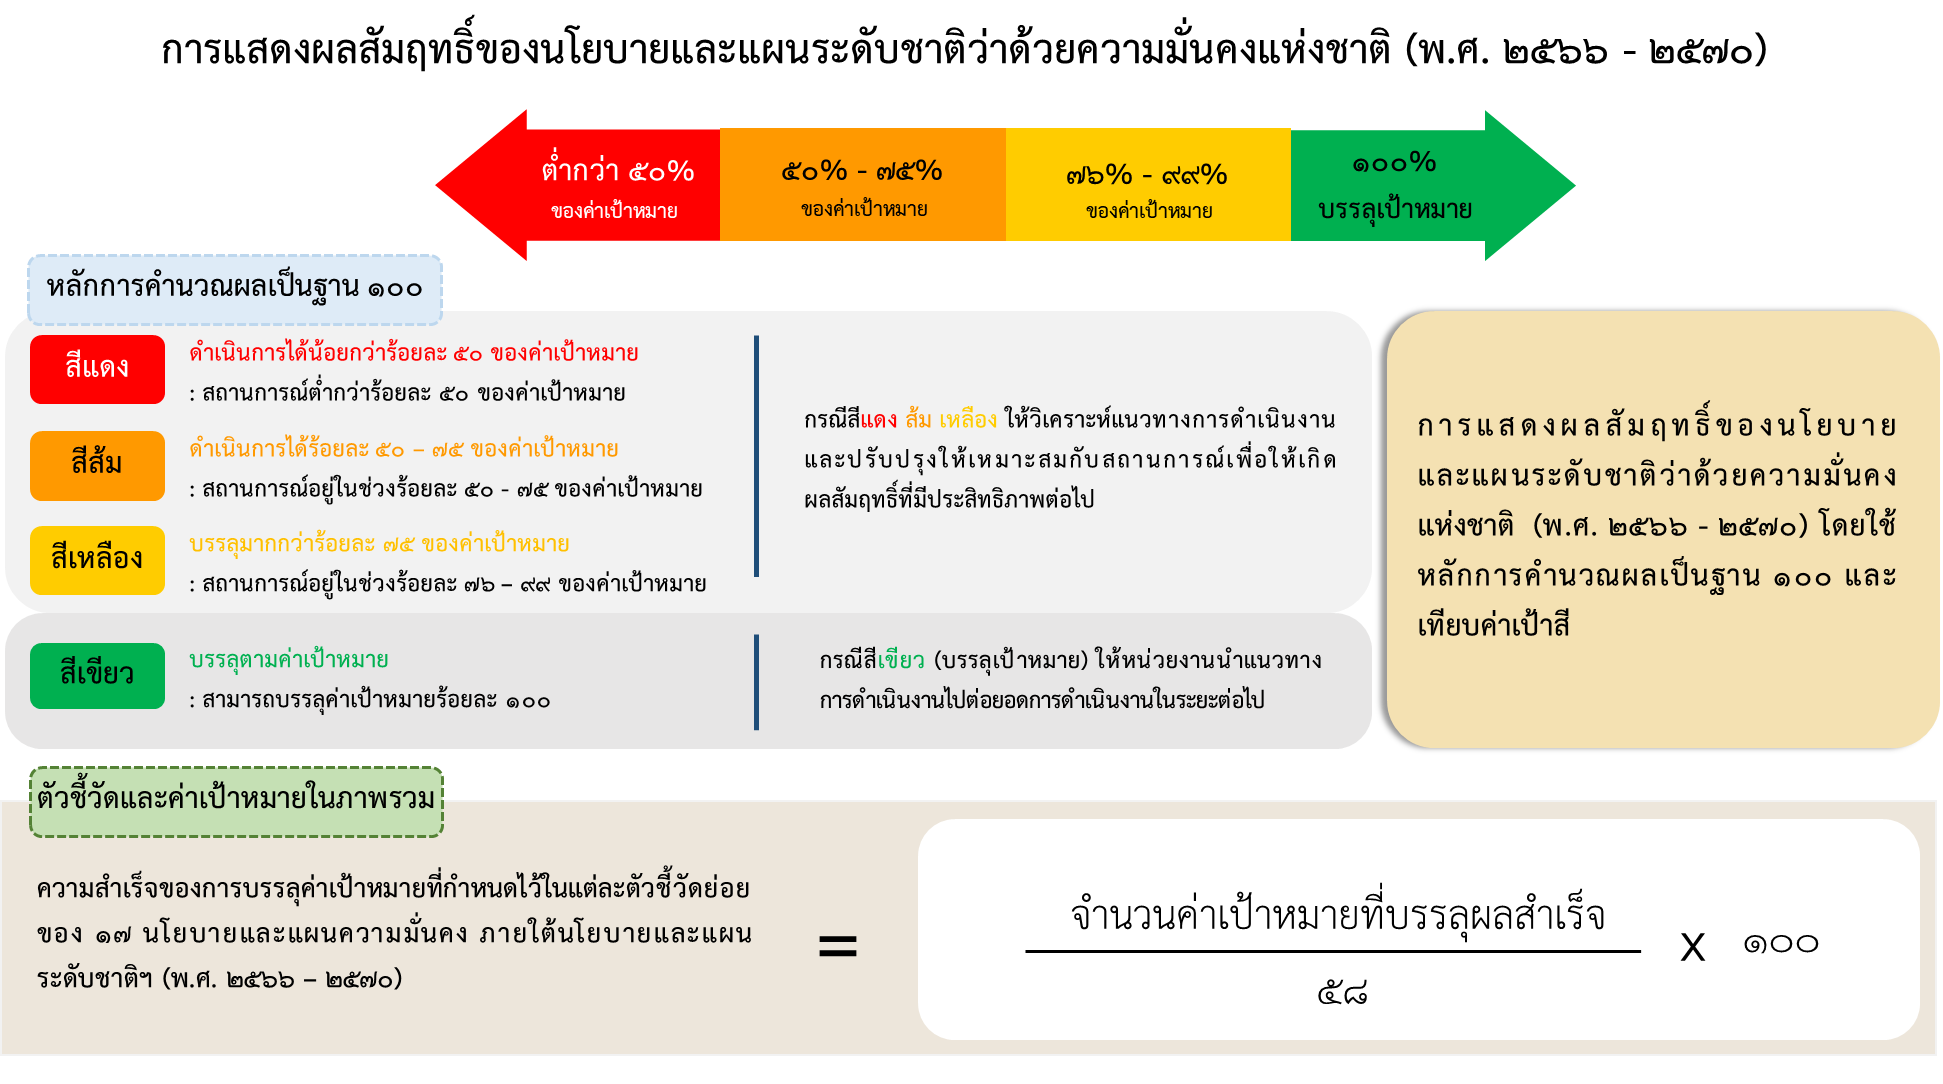 การแสดงผลสัมฤทธิ์ของนโยบายและแผนระดับชาติว่าด้วยความมั่นคงแห่งชาติ (พ.ศ. ๒๕๖๖ - ๒๕๗๐)
ต่ำกว่า ๕๐%
ของค่าเป้าหมาย
๕๐% - ๗๕%
ของค่าเป้าหมาย
๗๖% - ๙๙%
ของค่าเป้าหมาย
๑๐๐%
บรรลุเป้าหมาย
หลักการคำนวณผลเป็นฐาน ๑๐๐
สีแดง
ดำเนินการได้น้อยกว่าร้อยละ ๕๐ ของค่าเป้าหมาย
: สถานการณ์ต่ำกว่าร้อยละ ๕๐ ของค่าเป้าหมาย
สีส้ม
ดำเนินการได้ร้อยละ ๕๐ – ๗๕ ของค่าเป้าหมาย
: สถานการณ์อยู่ในช่วงร้อยละ ๕๐ - ๗๕ ของค่าเป้าหมาย
สีเหลือง
บรรลุมากกว่าร้อยละ ๗๕ ของค่าเป้าหมาย
: สถานการณ์อยู่ในช่วงร้อยละ ๗๖ – ๙๙ ของค่าเป้าหมาย
กรณีสีแดง ส้ม เหลือง ให้วิเคราะห์แนวทางการดำเนินงาน
และปรับปรุงให้เหมาะสมกับสถานการณ์เพื่อให้เกิด
ผลสัมฤทธิ์ที่มีประสิทธิภาพต่อไป
สีเขียว
บรรลุตามค่าเป้าหมาย
: สามารถบรรลุค่าเป้าหมายร้อยละ ๑๐๐
กรณีสีเขียว (บรรลุเป้าหมาย) ให้หน่วยงานนำแนวทาง
การดำเนินงานไปต่อยอดการดำเนินงานในระยะต่อไป
การแสดงผลสัมฤทธิ์ของนโยบาย
และแผนระดับชาติว่าด้วยความมั่นคง
แห่งชาติ (พ.ศ. ๒๕๖๖ - ๒๕๗๐) โดยใช้
หลักการคำนวณผลเป็นฐาน ๑๐๐ และ
เทียบค่าเป้าสี
ตัวชี้วัดและค่าเป้าหมายในภาพรวม
ความสำเร็จของการบรรลุค่าเป้าหมายที่กำหนดไว้ในแต่ละตัวชี้วัดย่อย
ของ ๑๗ นโยบายและแผนความมั่นคง ภายใต้นโยบายและแผน
ระดับชาติฯ (พ.ศ. ๒๕๖๖ – ๒๕๗๐)
=
จำนวนค่าเป้าหมายที่บรรลุผลสำเร็จ
๕๘
x ๑๐๐